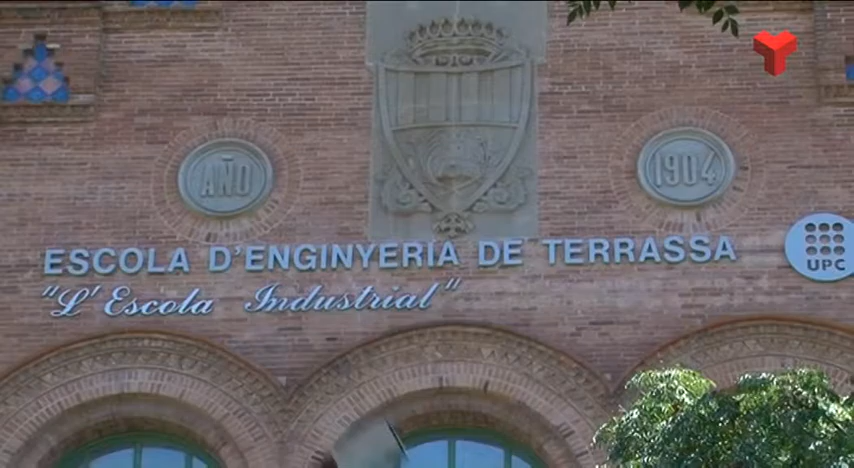 AÑO
1904
ESCOLA D'ENGINYERIA DE TERRASSA
"L'Escola Industrial"
UPC